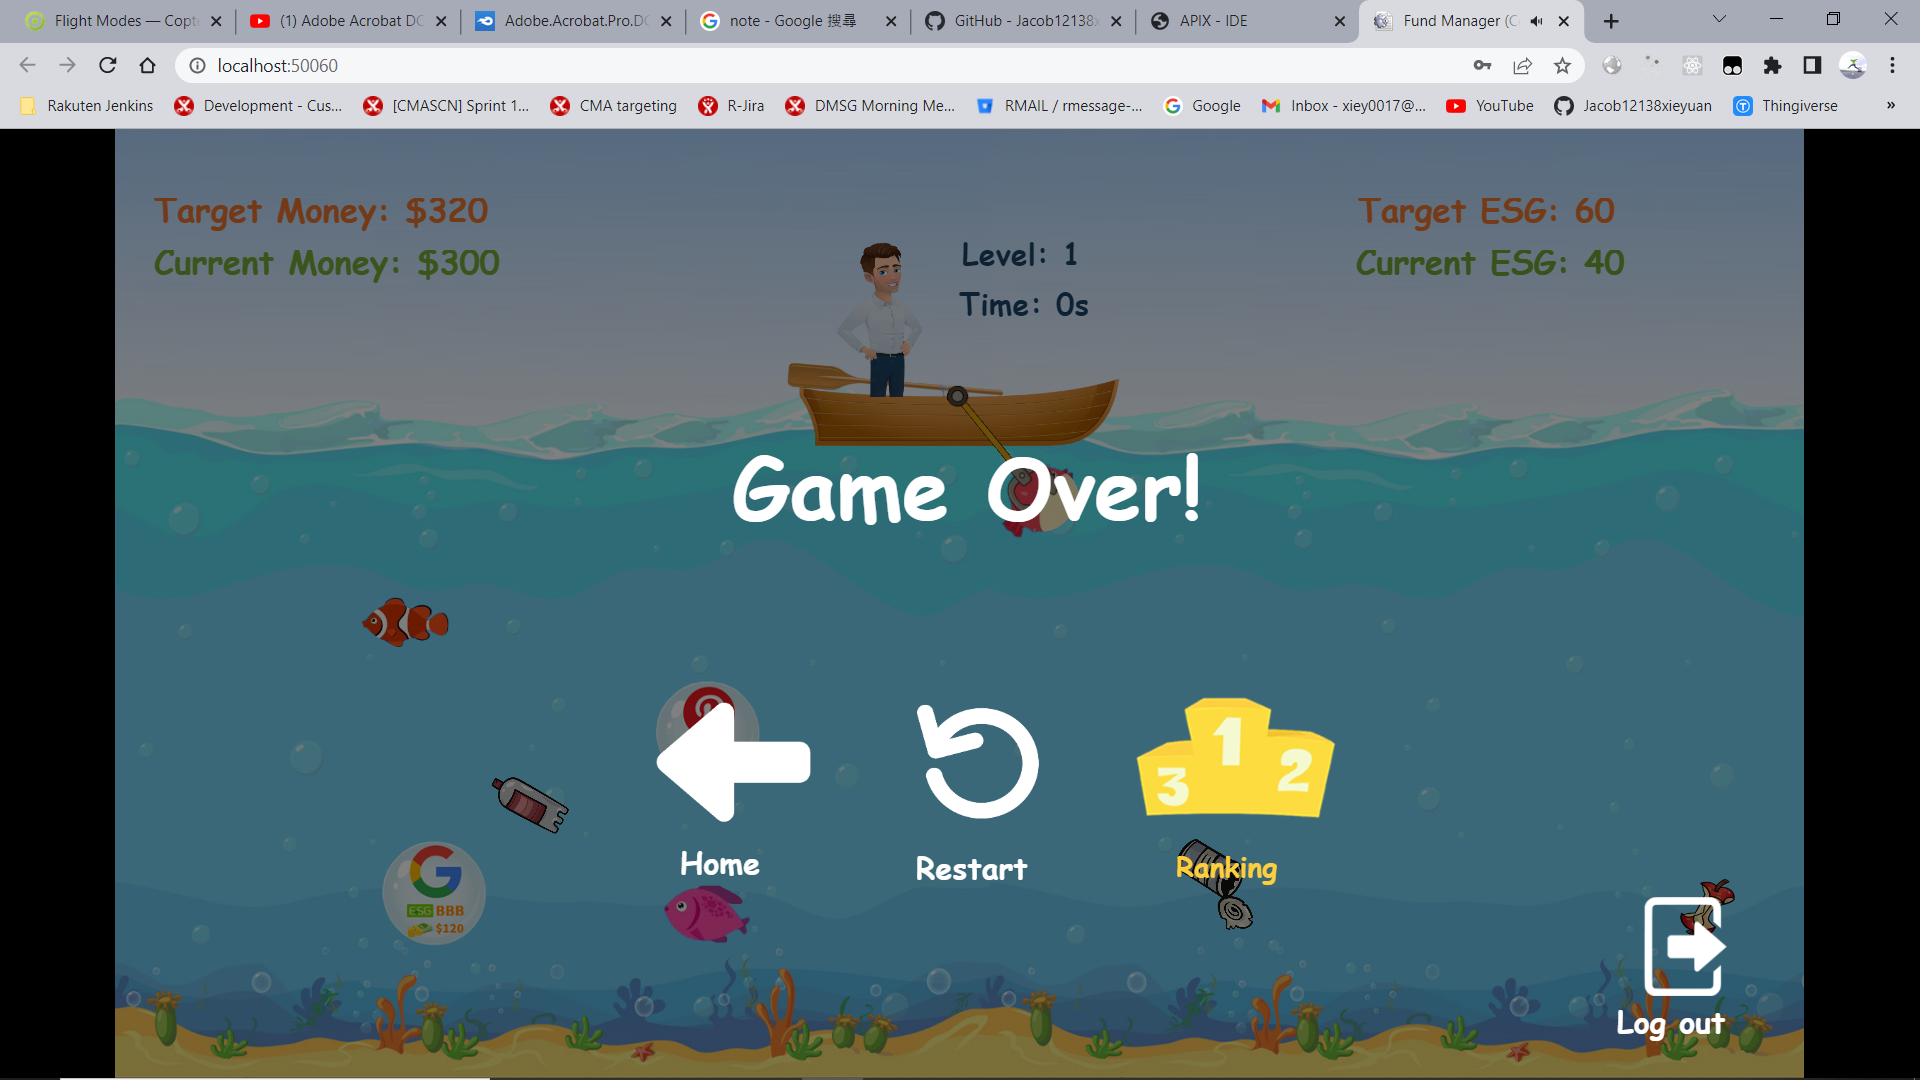 Flight Modes — Copt
(1) Adobe Acrobat DC
Adobe.Acrobat.Pro.DC
note - Google 搜尋
GitHub - Jacob12138x
APIX - IDE
Fund Manager (C
localhost:50060
Rakuten Jenkins
Development - Cus...
[CMASCN] Sprint 1...
CMA targeting
R-Jira
DMSG Morning Me...
RMAIL / rmessage-...
Google
Inbox - xiey0017@...
YouTube
Jacob12138xieyuan
Thingiverse
»
Target Money: $320
Current Money: $300
Level: 1
Time: 0s
Target ESG: 60
Current ESG: 40
Game Over!
3 1 2
Home
Restart
Ranking
ESG BBB
$120
Log out